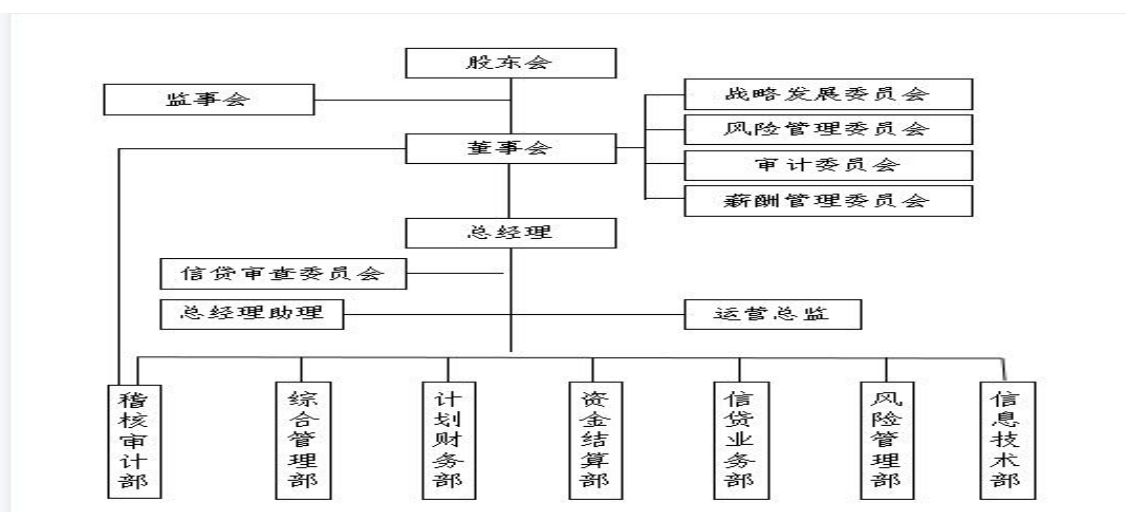 股东会
监事会
战略发展委员会
风险管理委员会
董事会
审计委员会
薪酬管理委员会
总经理
信贷审查委员会
总经理助理
运营总监
稽核审计部
综合管理部
计划财务部
资金结算部
信贷业务部
风险管理部
信息技术部